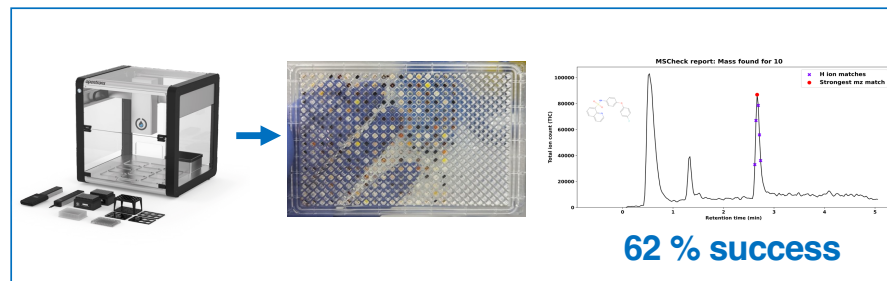 opentrons
MSCheck report: Mass found for 10
H ion matches
Strongest mz match
100000
80000
60000
40000
20000
0
Total ion count (TIC)
0
1
2
3
4
5
Retention time (min)
62 % success